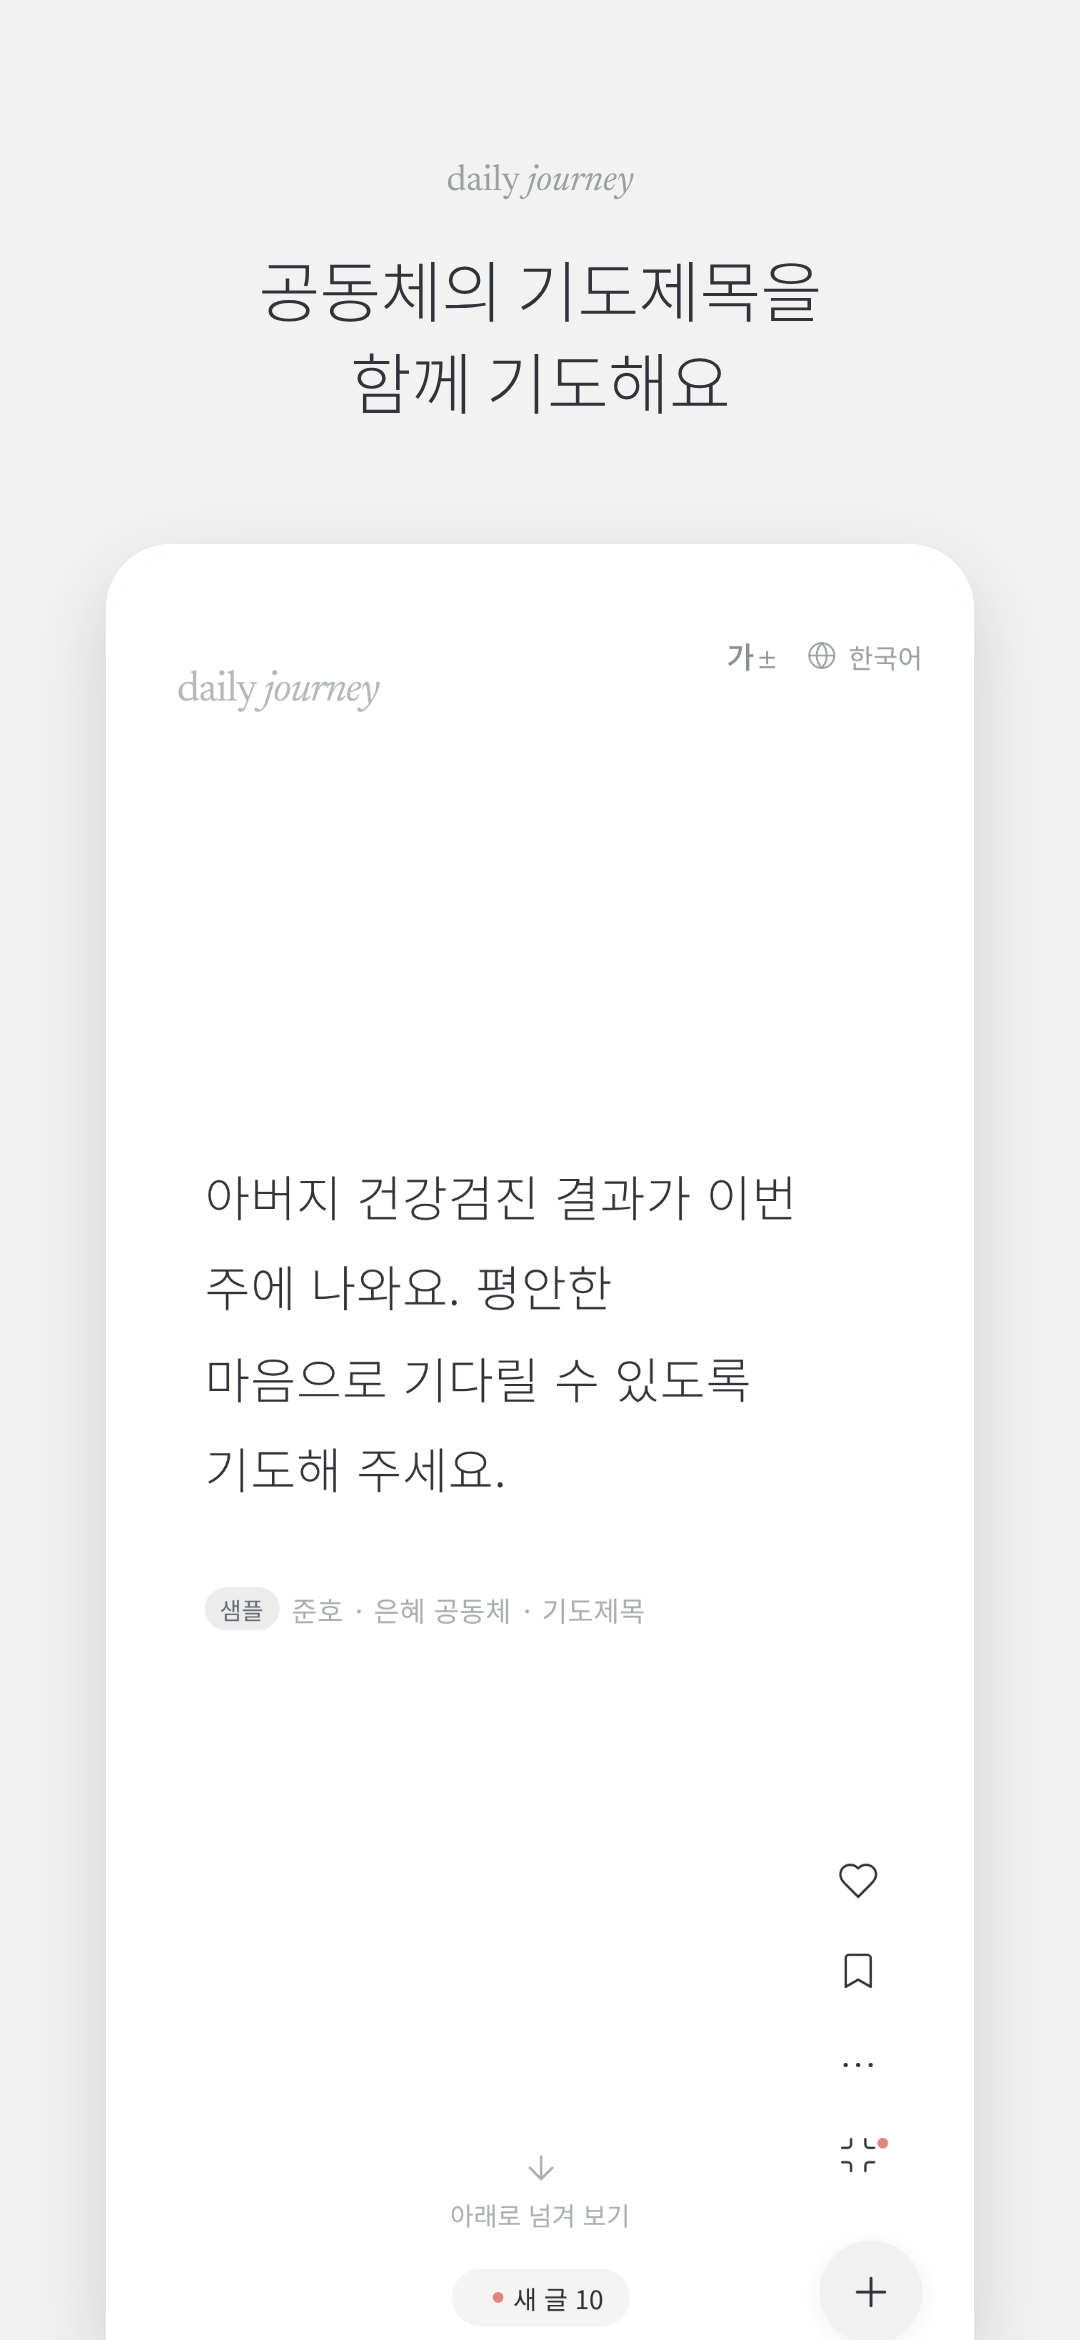 daily journey
공동체의 기도제목을
함께 기도해요
가±
한국어
daily journey
아버지 건강검진 결과가 이번
주에 나와요. 평안한
마음으로 기다릴 수 있도록
기도해 주세요.
샘플 준호 · 은혜 공동체 · 기도제목
아래로 넘겨 보기
새 글 10